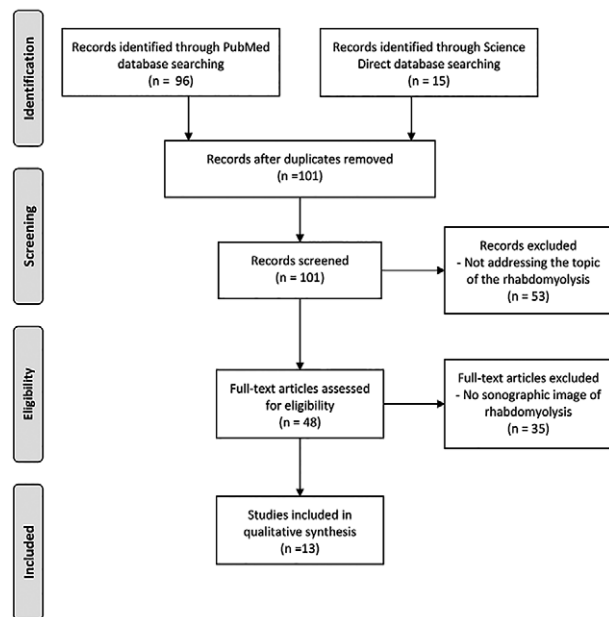 Identification
Records identified through PubMed
database searching
(n = 96)
Records identified through Science
Direct database searching
(n = 15)
Records after duplicates removed
(n =101)
Screening
Records screened
(n = 101)
Records excluded
- Not addressing the topic
of the rhabdomyolysis
(n = 53)
Eligibility
Full-text articles assessed
for eligibility
(n = 48)
Full-text articles excluded
- No sonographic image of
rhabdomyolysis
(n = 35)
Included
Studies included in
qualitative synthesis
(n =13)